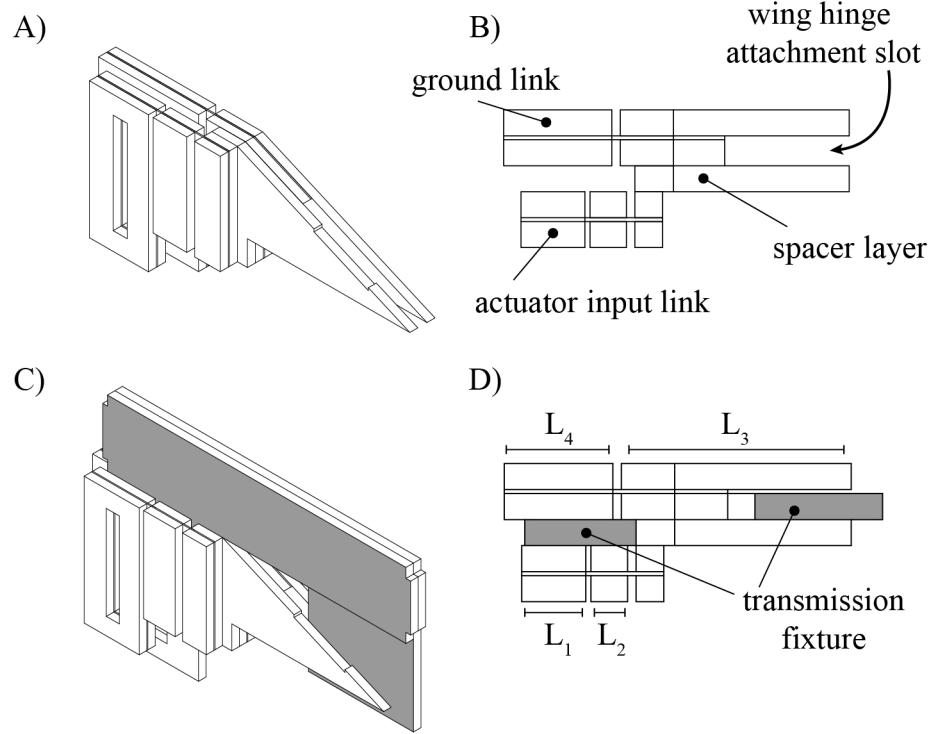 A)
B)
wing hinge
attachment slot
ground link
spacer layer
actuator input link
C)
D)
L4
L3
L1
L2
transmission
fixture